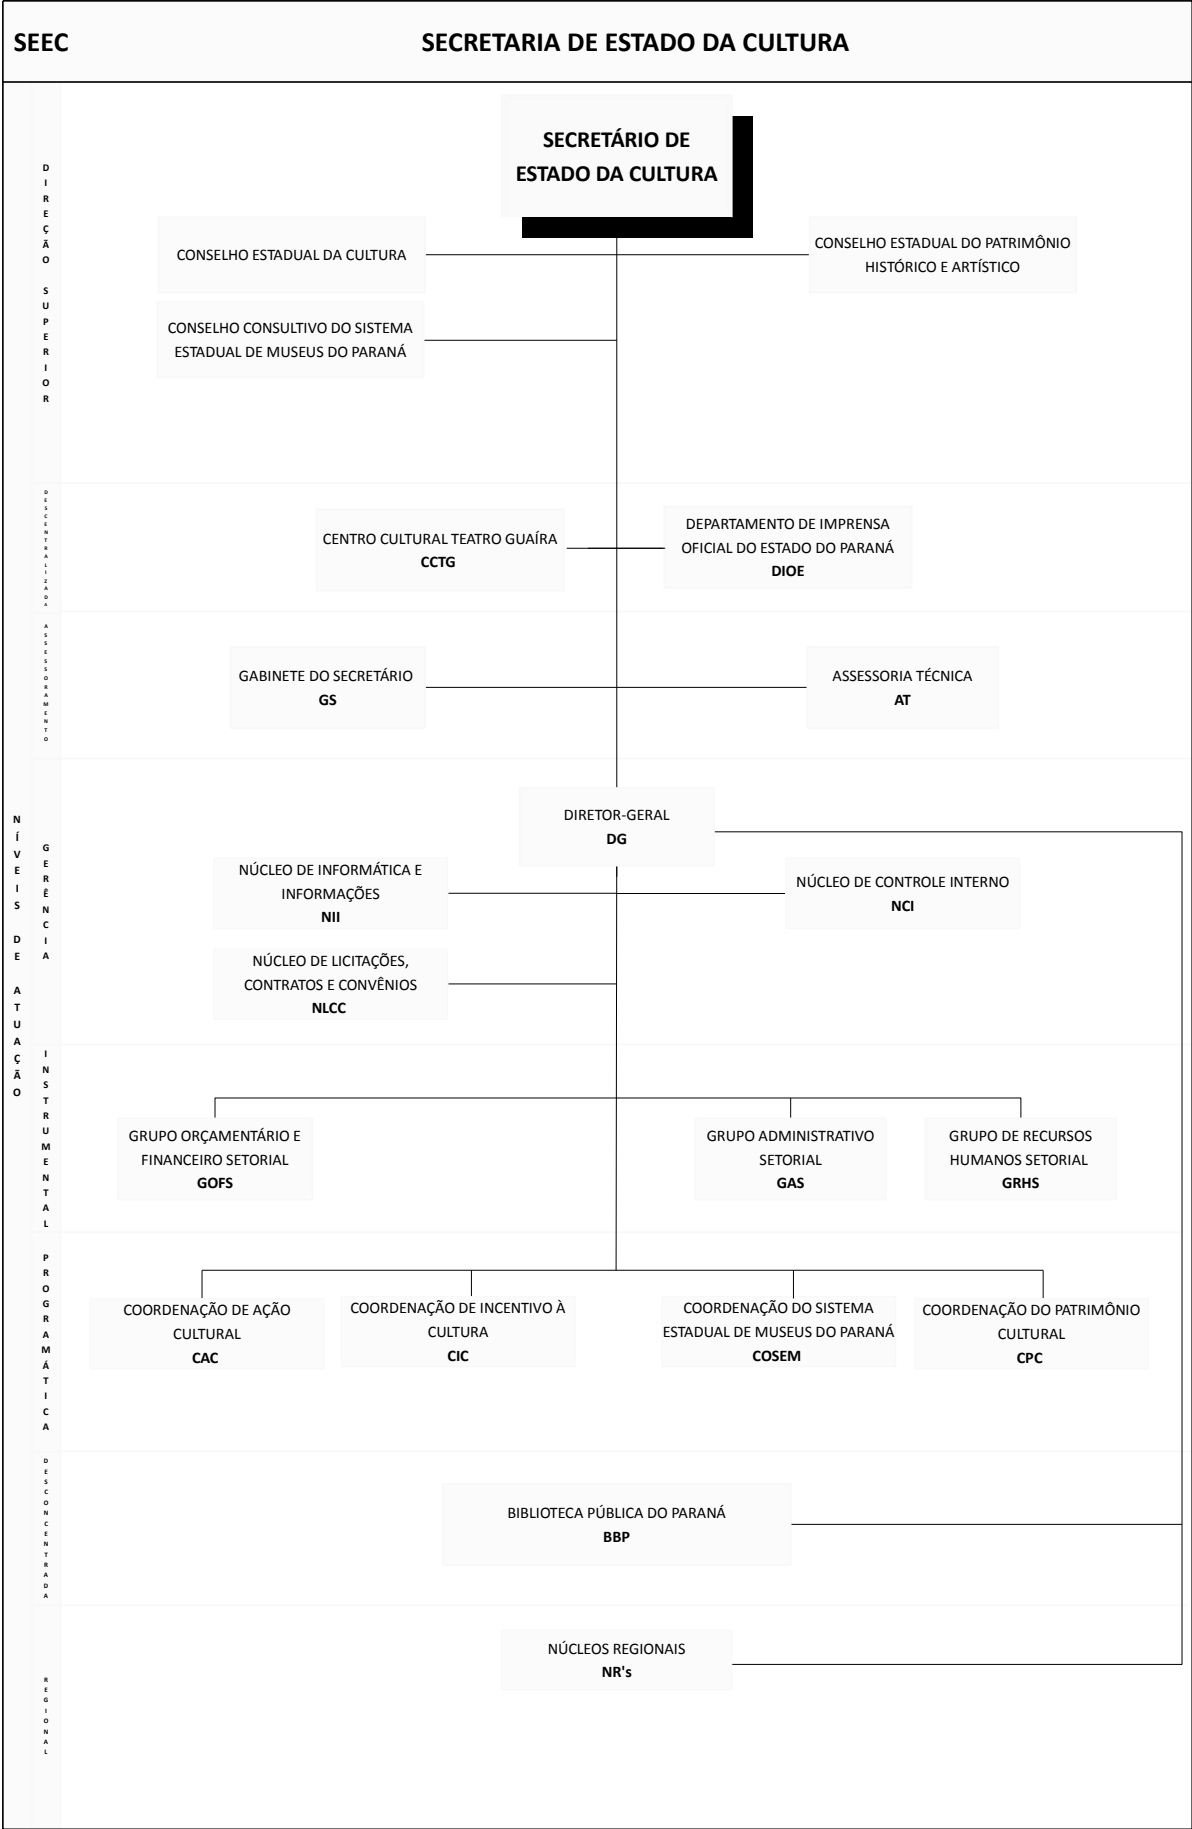 SEEC
SECRETARIA DE ESTADO DA CULTURA
NÍVEIS DE ATUAÇÃO
DIREÇÃO SUPERIOR
SECRETÁRIO DE
ESTADO DA CULTURA
CONSELHO ESTADUAL DA CULTURA
CONSELHO ESTADUAL DO PATRIMÔNIO
HISTÓRICO E ARTÍSTICO
CONSELHO CONSULTIVO DO SISTEMA
ESTADUAL DE MUSEUS DO PARANÁ
DESCENTRALIZADA
CENTRO CULTURAL TEATRO GUAÍRA
CCTG
DEPARTAMENTO DE IMPRENSA
OFICIAL DO ESTADO DO PARANÁ
DIOE
ASSESSORAMENTO
GABINETE DO SECRETÁRIO
GS
ASSESSORIA TÉCNICA
AT
GERÊNCIA
DIRETOR-GERAL
DG
NÚCLEO DE INFORMÁTICA E
INFORMAÇÕES
NII
NÚCLEO DE CONTROLE INTERNO
NCI
NÚCLEO DE LICITAÇÕES,
CONTRATOS E CONVÊNIOS
NLCC
INSTRUMENTAL
GRUPO ORÇAMENTÁRIO E
FINANCEIRO SETORIAL
GOFS
GRUPO ADMINISTRATIVO
SETORIAL
GAS
GRUPO DE RECURSOS
HUMANOS SETORIAL
GRHS
PROGRAMÁTICA
COORDENAÇÃO DE AÇÃO
CULTURAL
CAC
COORDENAÇÃO DE INCENTIVO À
CULTURA
CIC
COORDENAÇÃO DO SISTEMA
ESTADUAL DE MUSEUS DO PARANÁ
COSEM
COORDENAÇÃO DO PATRIMÔNIO
CULTURAL
CPC
DESCONCENTRADA
BIBLIOTECA PÚBLICA DO PARANÁ
BBP
REGIONAL
NÚCLEOS REGIONAIS
NR's